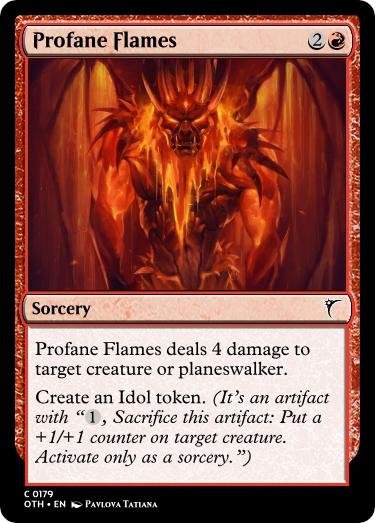 Profane Flames 2
Sorcery
Profane Flames deals 4 damage to
target creature or planeswalker.
Create an Idol token. (It's an artifact
with “1, Sacrifice this artifact: Put a
+1/+1 counter on target creature.
Activate only as a sorcery.”)
C 0179
OTH • EN Pavlova Tatiana